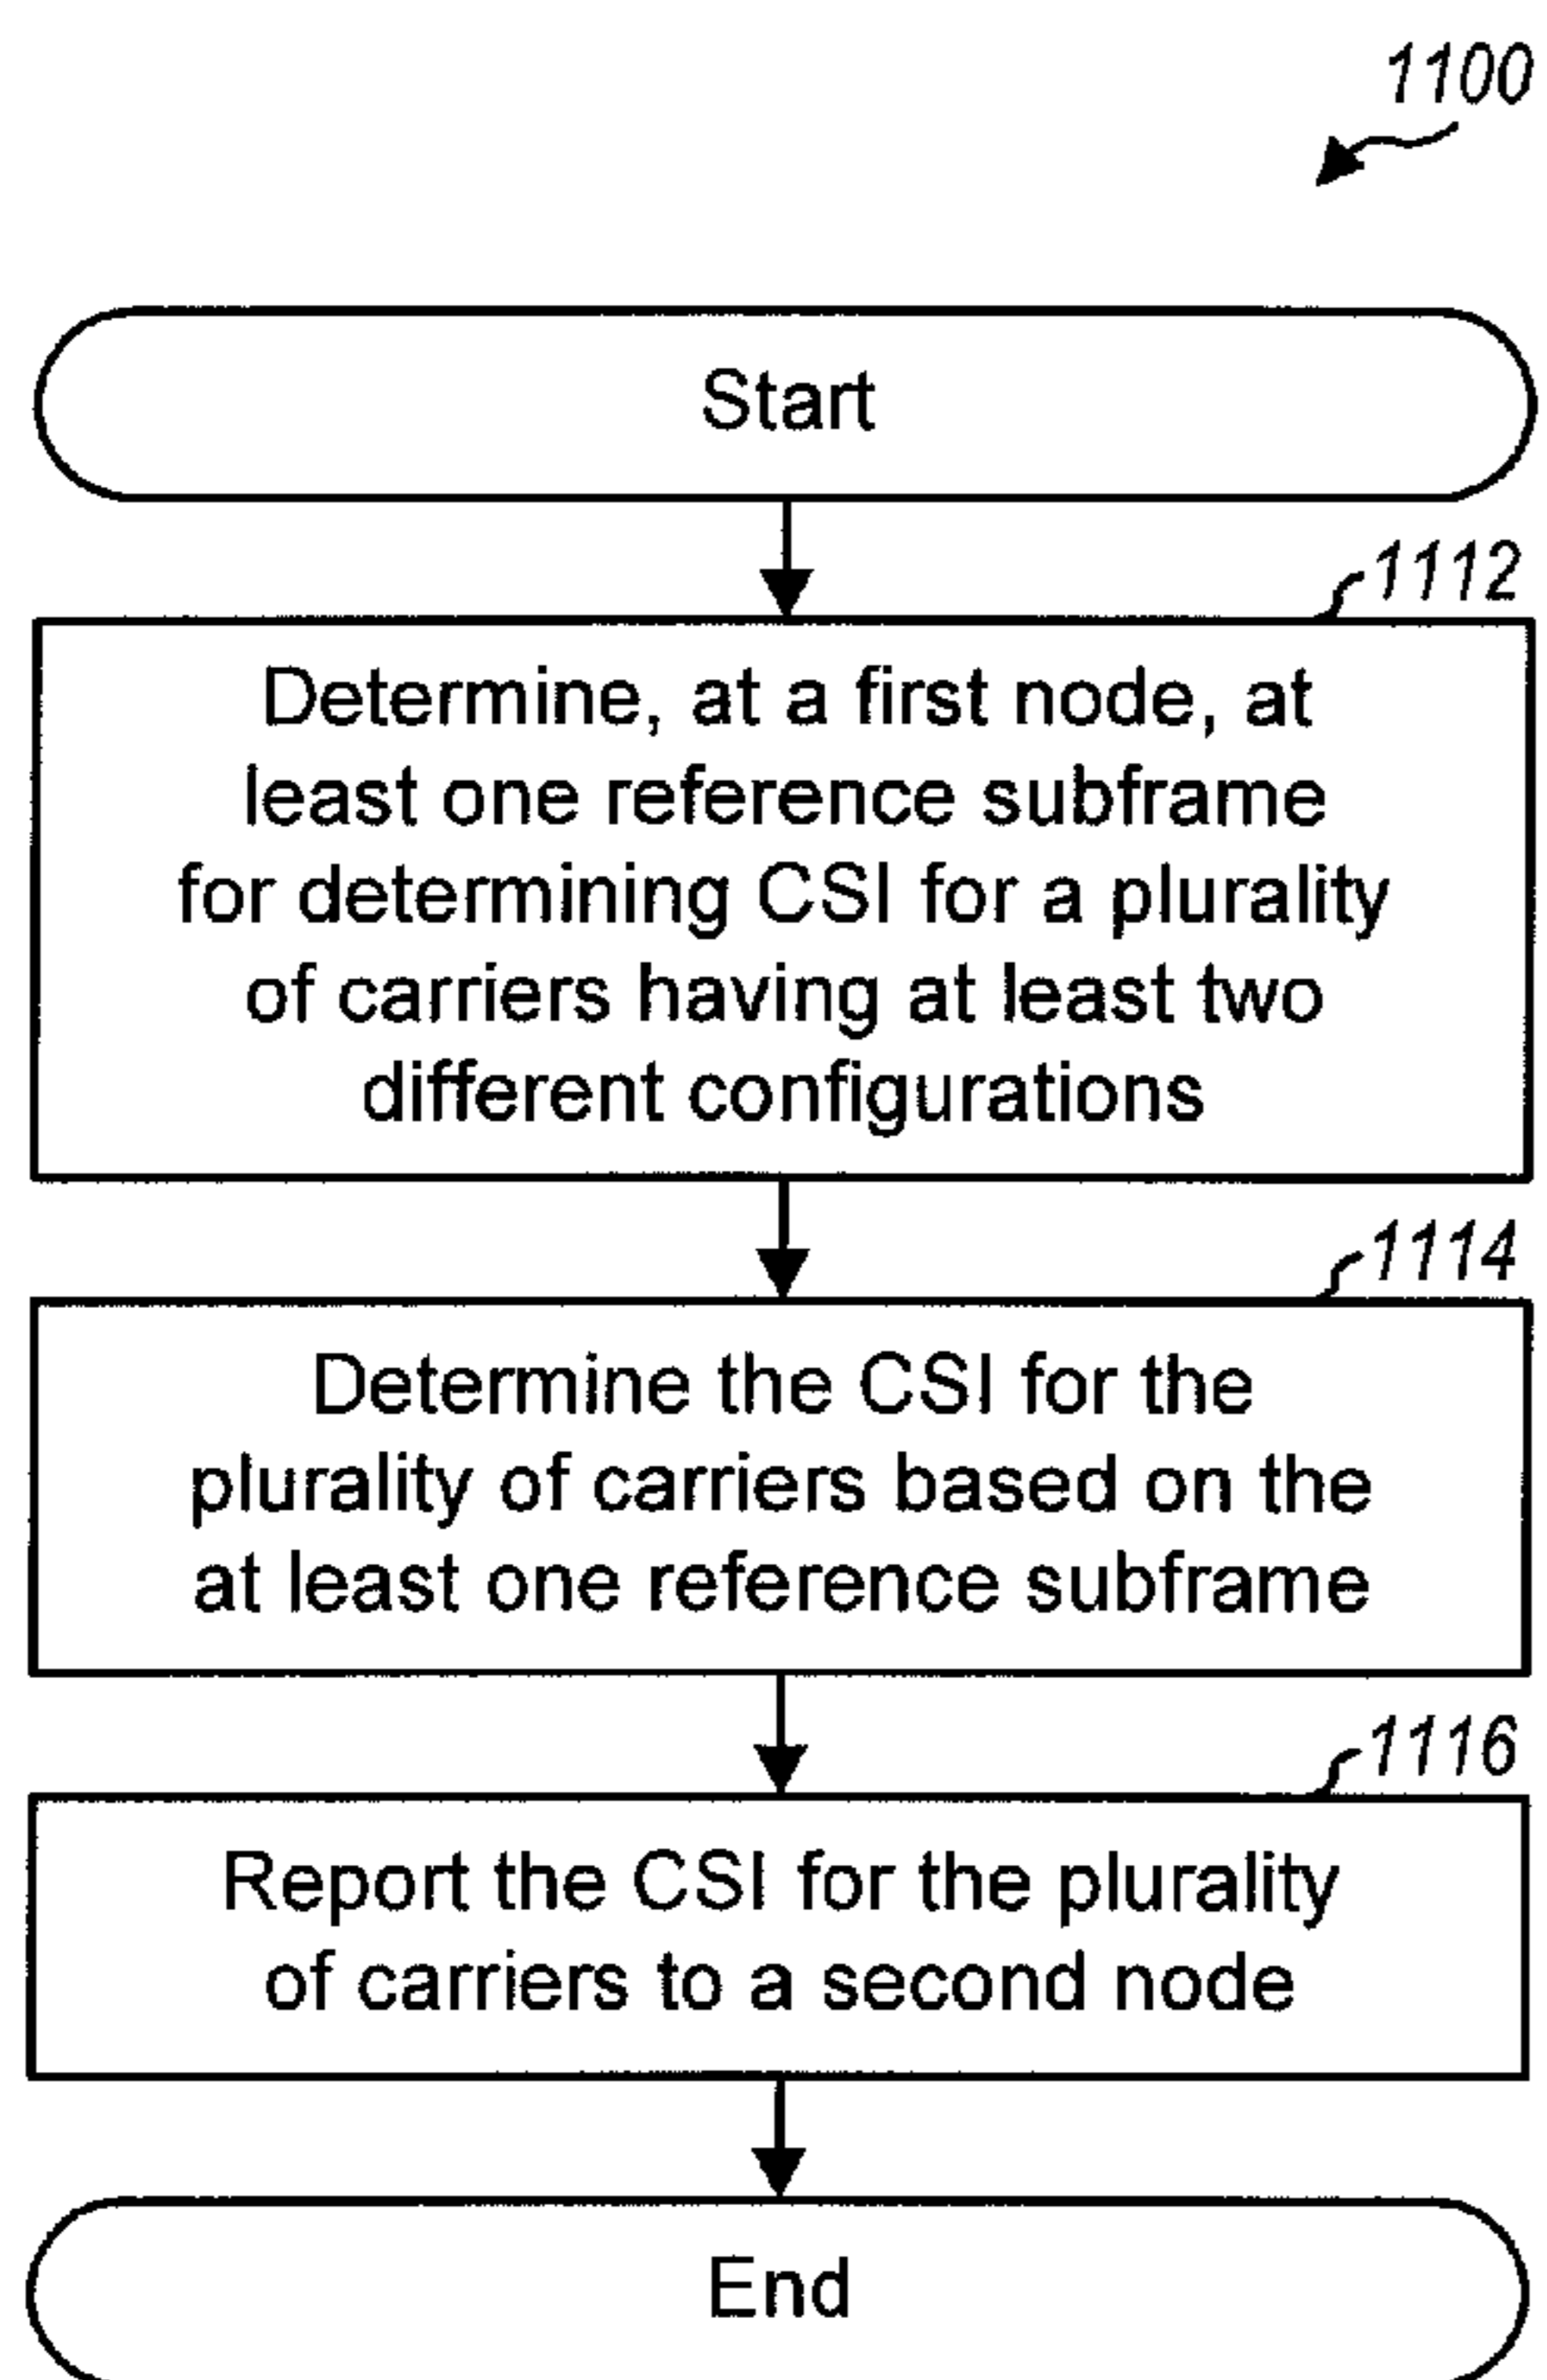 1100
Start
1112
Determine, at a first node, at
least one reference subframe
for determining CSI for a plurality
of carriers having at least two
different configurations
1114
Determine the CSI for the
plurality of carriers based on the
at least one reference subframe
1116
Report the CSI for the plurality
of carriers to a second node
End